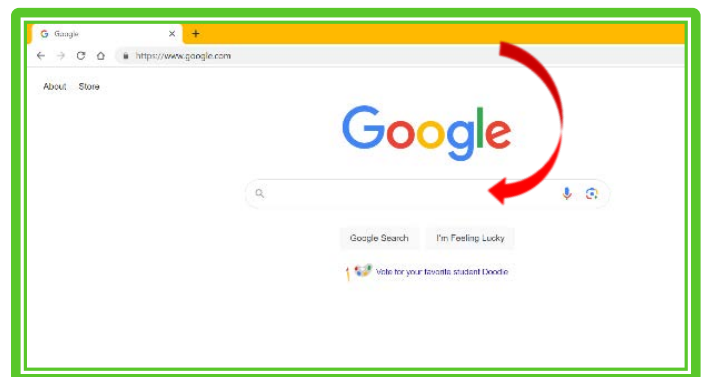 Google
https://www.google.com
About Store
Google
Google Search I'm Feeling Lucky
Vote for your favorite student Doodle